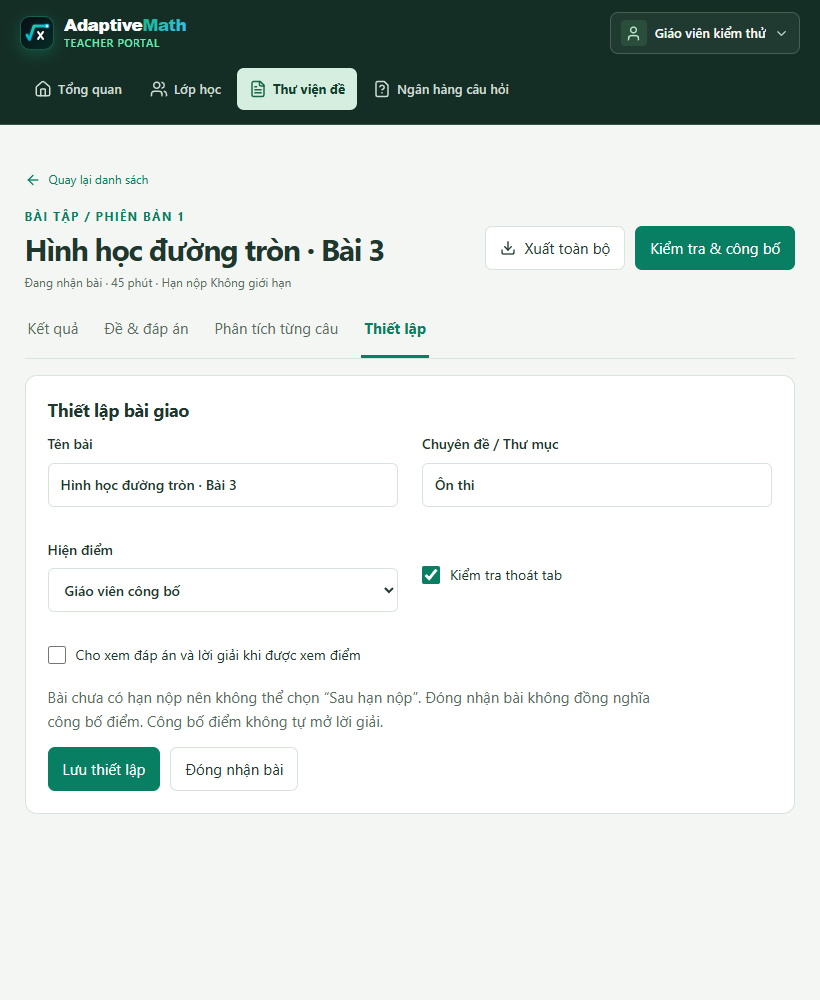 AdaptiveMath
TEACHER PORTAL
Giáo viên kiểm thử
Tổng quan
Lớp học
Thư viện đề
Ngân hàng câu hỏi
Quay lại danh sách
BÀI TẬP / PHIÊN BẢN 1
Hình học đường tròn · Bài 3
Xuất toàn bộ
Kiểm tra & công bố
Đang nhận bài · 45 phút · Hạn nộp Không giới hạn
Kết quả
Đề & đáp án
Phân tích từng câu
Thiết lập
Thiết lập bài giao
Tên bài
Chuyên đề / Thư mục
Hình học đường tròn · Bài 3
Ôn thi
Hiện điểm
Giáo viên công bố
Kiểm tra thoát tab
Cho xem đáp án và lời giải khi được xem điểm
Bài chưa có hạn nộp nên không thể chọn “Sau hạn nộp”. Đóng nhận bài không đồng nghĩa
công bố điểm. Công bố điểm không tự mở lời giải.
Lưu thiết lập
Đóng nhận bài